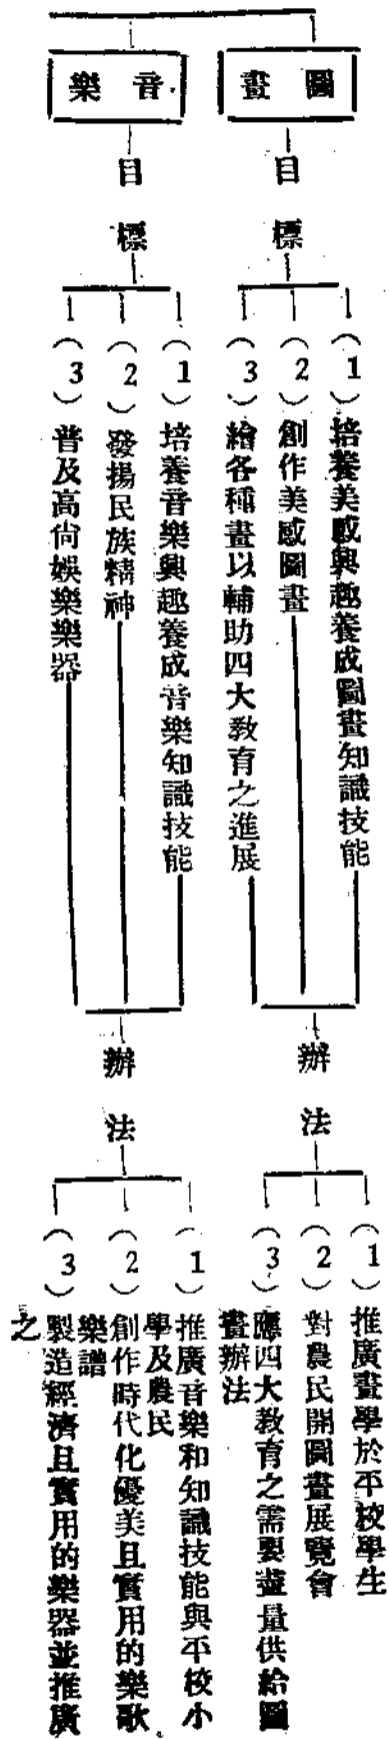 圖畫
目標
（1）培養美感興趣養成圖畫知識技能
（2）創作美感圖畫
（3）繪各種畫以輔助四大教育之進展
辦法
（1）推廣畫學於平校學生
（2）對農民開圖畫展覽會
（3）應四大教育之需要盡量供給圖
畫辦法
音樂
目標
（1）培養音樂興趣養成音樂知識技能
（2）發揚民族精神
（3）普及高尙娛樂樂器
辦法
（1）推廣音樂和知識技能與平校小
學及農民
（2）創作時代化優美且實用的樂歌
樂譜
（3）製造經濟且實用的樂器並推廣
之